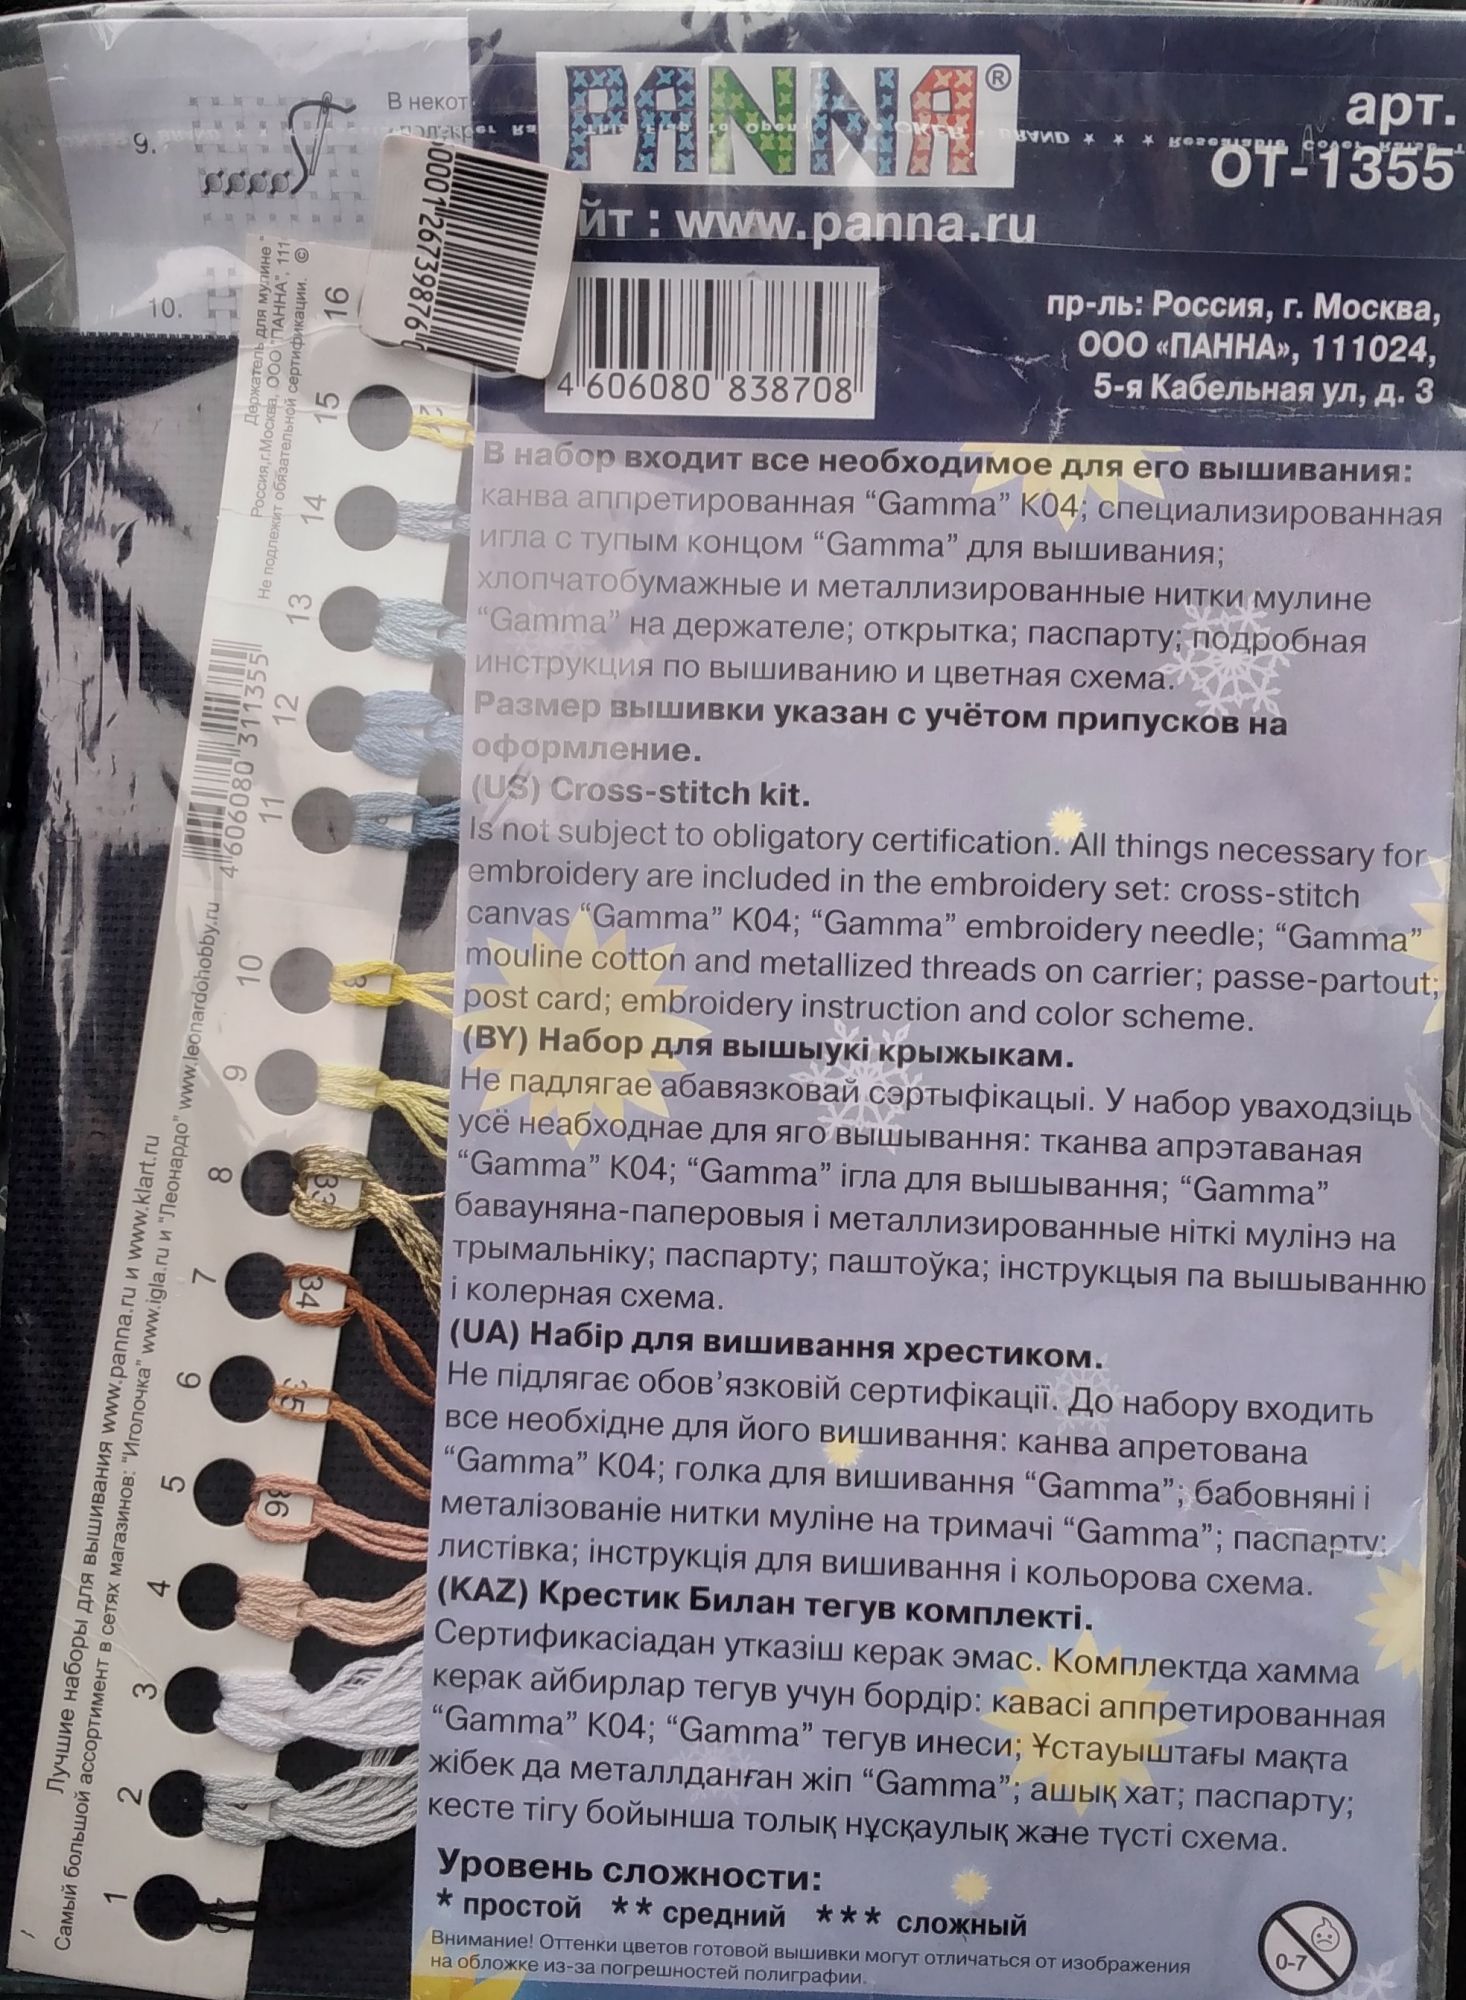 PANNA®
арт.
ОТ-1355
йт : www.panna.ru
4 606080 838708
пр-ль: Россия, г. Москва,
ООО «ПАННА», 111024,
5-я Кабельная ул, д. 3
В набор входит все необходимое для его вышивания:
канва аппретированная “Gamma” К04; специализированная
игла с тупым концом “Gamma” для вышивания;
хлопчатобумажные и металлизированные нитки мулине
“Gamma” на держателе; открытка; паспарту; подробная
инструкция по вышиванию и цветная схема.
Размер вышивки указан с учётом припусков на
оформление.
(US) Cross-stitch kit.
Is not subject to obligatory certification. All things necessary for
embroidery are included in the embroidery set: cross-stitch
canvas “Gamma” K04; “Gamma” embroidery needle; “Gamma”
mouline cotton and metallized threads on carrier; passe-partout;
post card; embroidery instruction and color scheme.
(BY) Набор для вышыукі крыжыкам.
Не падлягае абавязковай сэртыфікацыі. У набор уваходзіць
усё неабходнае для яго вышывання: тканва апрэтаваная
“Gamma” К04; “Gamma” ігла для вышывання; “Gamma”
бавауняна-паперовыя і металлизированные ніткі мулінэ на
трымальніку; паспарту; паштоўка; інструкцыя па вышыванню
і колерная схема.
(UA) Набір для вишивання хрестиком.
Не підлягає обов’язковій сертифікації. До набору входить
все необхідне для його вишивання: канва апретована
“Gamma” К04; голка для вишивання “Gamma”; бабовняні і
металізованіе нитки муліне на тримачі “Gamma”; паспарту;
листівка; інструкція для вишивання і кольорова схема.
(KAZ) Крестик Билан тегув комплекті.
Сертификасіадан утказіш керак эмас. Комплектда хамма
керак айбирлар тегув учун бордір: кавасі аппретированная
“Gamma” К04; “Gamma” тегув инеси; Ұстауыштағы мақта
жібек да металлданған жіп “Gamma”; ашық хат; паспарту;
кесте тігу бойынша толық нұсқаулық және түсті схема.
Уровень сложности:
* простой ** средний *** сложный
Внимание! Оттенки цветов готовой вышивки могут отличаться от изображения
на обложке из-за погрешностей полиграфии.
0-7
В некот
9.
10.
Держатель для мулине "
Россия,г.Москва, ООО "ПАННА", 111
Не подлежит обязательной сертификации. ©
4 606080 311355
16
15
14
13
12
11
10
9
8
7
6
5
4
3
2
1
33
34
35
36
Лучшие наборы для вышивания www.panna.ru и www.klart.ru
Самый большой ассортимент в сетях магазинов: "Иголочка" www.igla.ru и "Леонардо" www.leonardohobby.ru